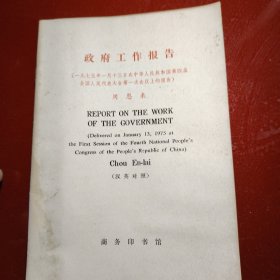 政府工作报告
(一九七五年一月十三日在中华人民共和国第四届
全国人民代表大会第一次会议上的报告)
周恩来
REPORT ON THE WORK
OF THE GOVERNMENT
(Delivered on January 13, 1975 at
the First Session of the Fourth National People's
Congress of the People's Republic of China)
Chou En-lai
(汉英对照)
商务印书馆